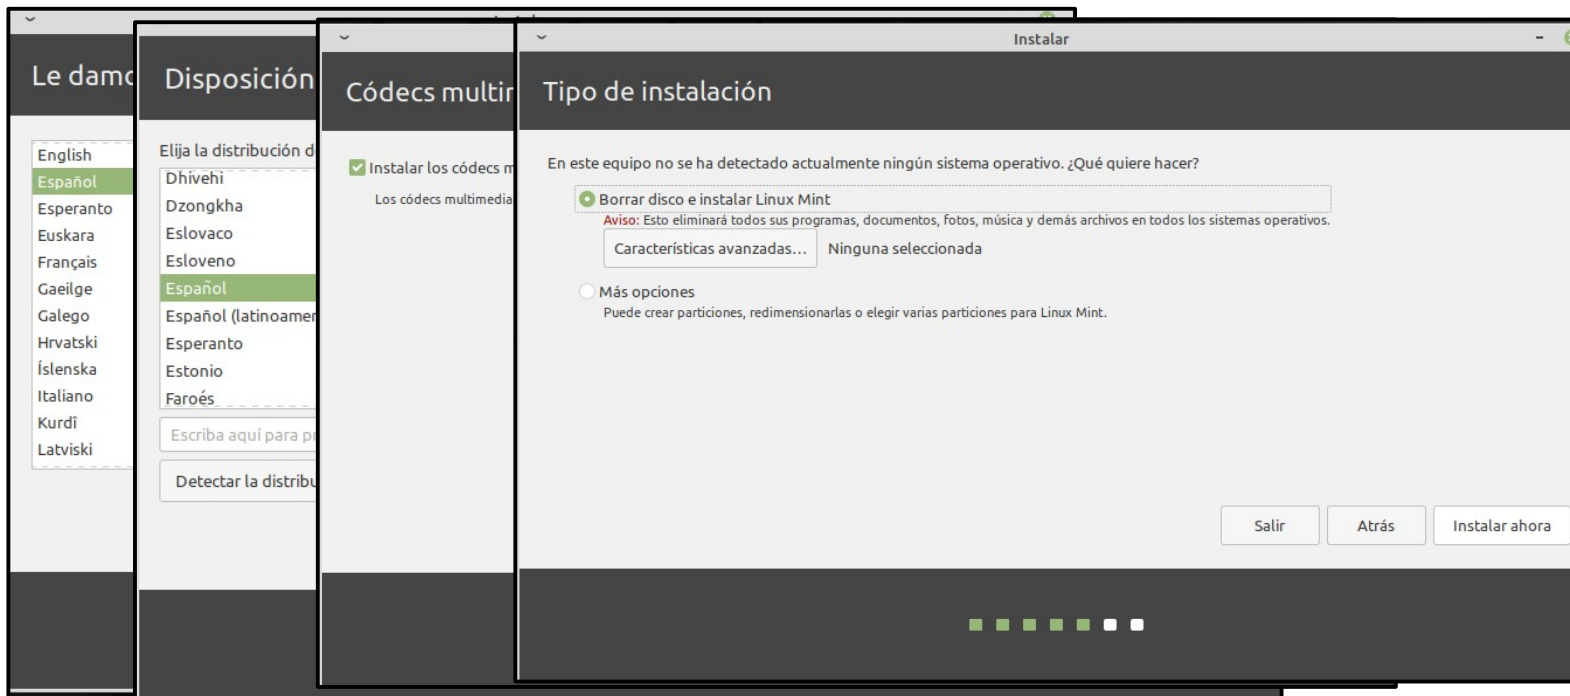 Le damo
English
Español
Esperanto
Euskara
Français
Gaeilge
Galego
Hrvatski
Íslenska
Italiano
Kurdî
Latviski
Disposición
Elija la distribución d
Dhivehi
Dzongkha
Eslovaco
Esloveno
Español
Español (latinoamer
Esperanto
Estonio
Faroés
Escriba aquí para pr
Detectar la distribu
Códecs multir
Instalar los códecs m
Los códecs multimedia
Instalar
Tipo de instalación
En este equipo no se ha detectado actualmente ningún sistema operativo. ¿Qué quiere hacer?
Borrar disco e instalar Linux Mint
Aviso: Esto eliminará todos sus programas, documentos, fotos, música y demás archivos en todos los sistemas operativos.
Características avanzadas... Ninguna seleccionada
Más opciones
Puede crear particiones, redimensionarlas o elegir varias particiones para Linux Mint.
Salir Atrás Instalar ahora